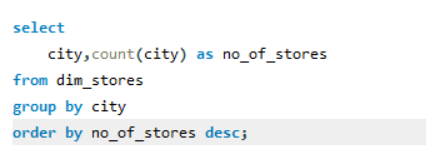 select
    city,count(city) as no_of_stores
from dim_stores
group by city
order by no_of_stores desc;